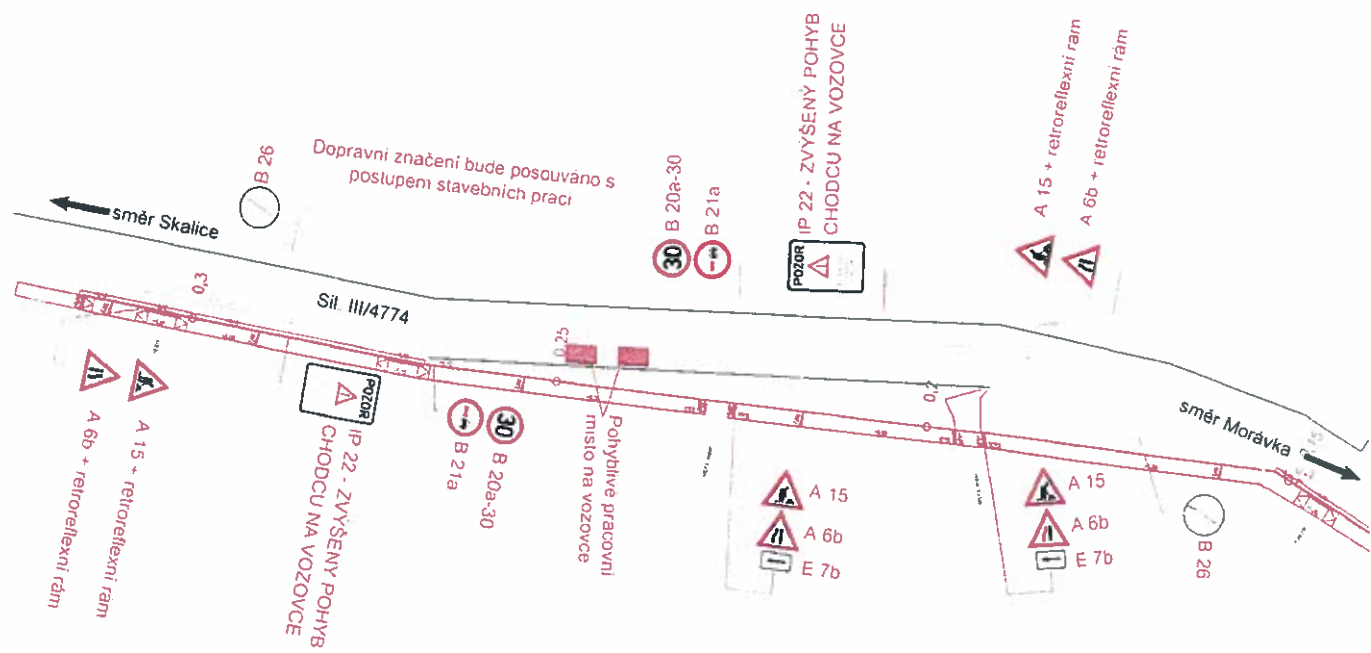 B 26
Dopravní značení bude posouváno s
postupem stavebních prací
B 20a-30
B 21a
30
IP 22 - ZVÝŠENÝ POHYB
CHODCU NA VOZOVCE
POZOR
A 15 + retroreflexní rám
A 6b + retroreflexní rám
směr Skalice
0,3
Sil. III/4774
0,25
0,2
směr Morávka
A 6b + retroreflexní rám
A 15 + retroreflexní rám
POZOR
IP 22 - ZVÝŠENÝ POHYB
CHODCU NA VOZOVCE
B 21a
30
B 20a-30
Pohyblivé pracovní
místo na vozovce
A 15
A 6b
E 7b
A 15
A 6b
E 7b
B 26